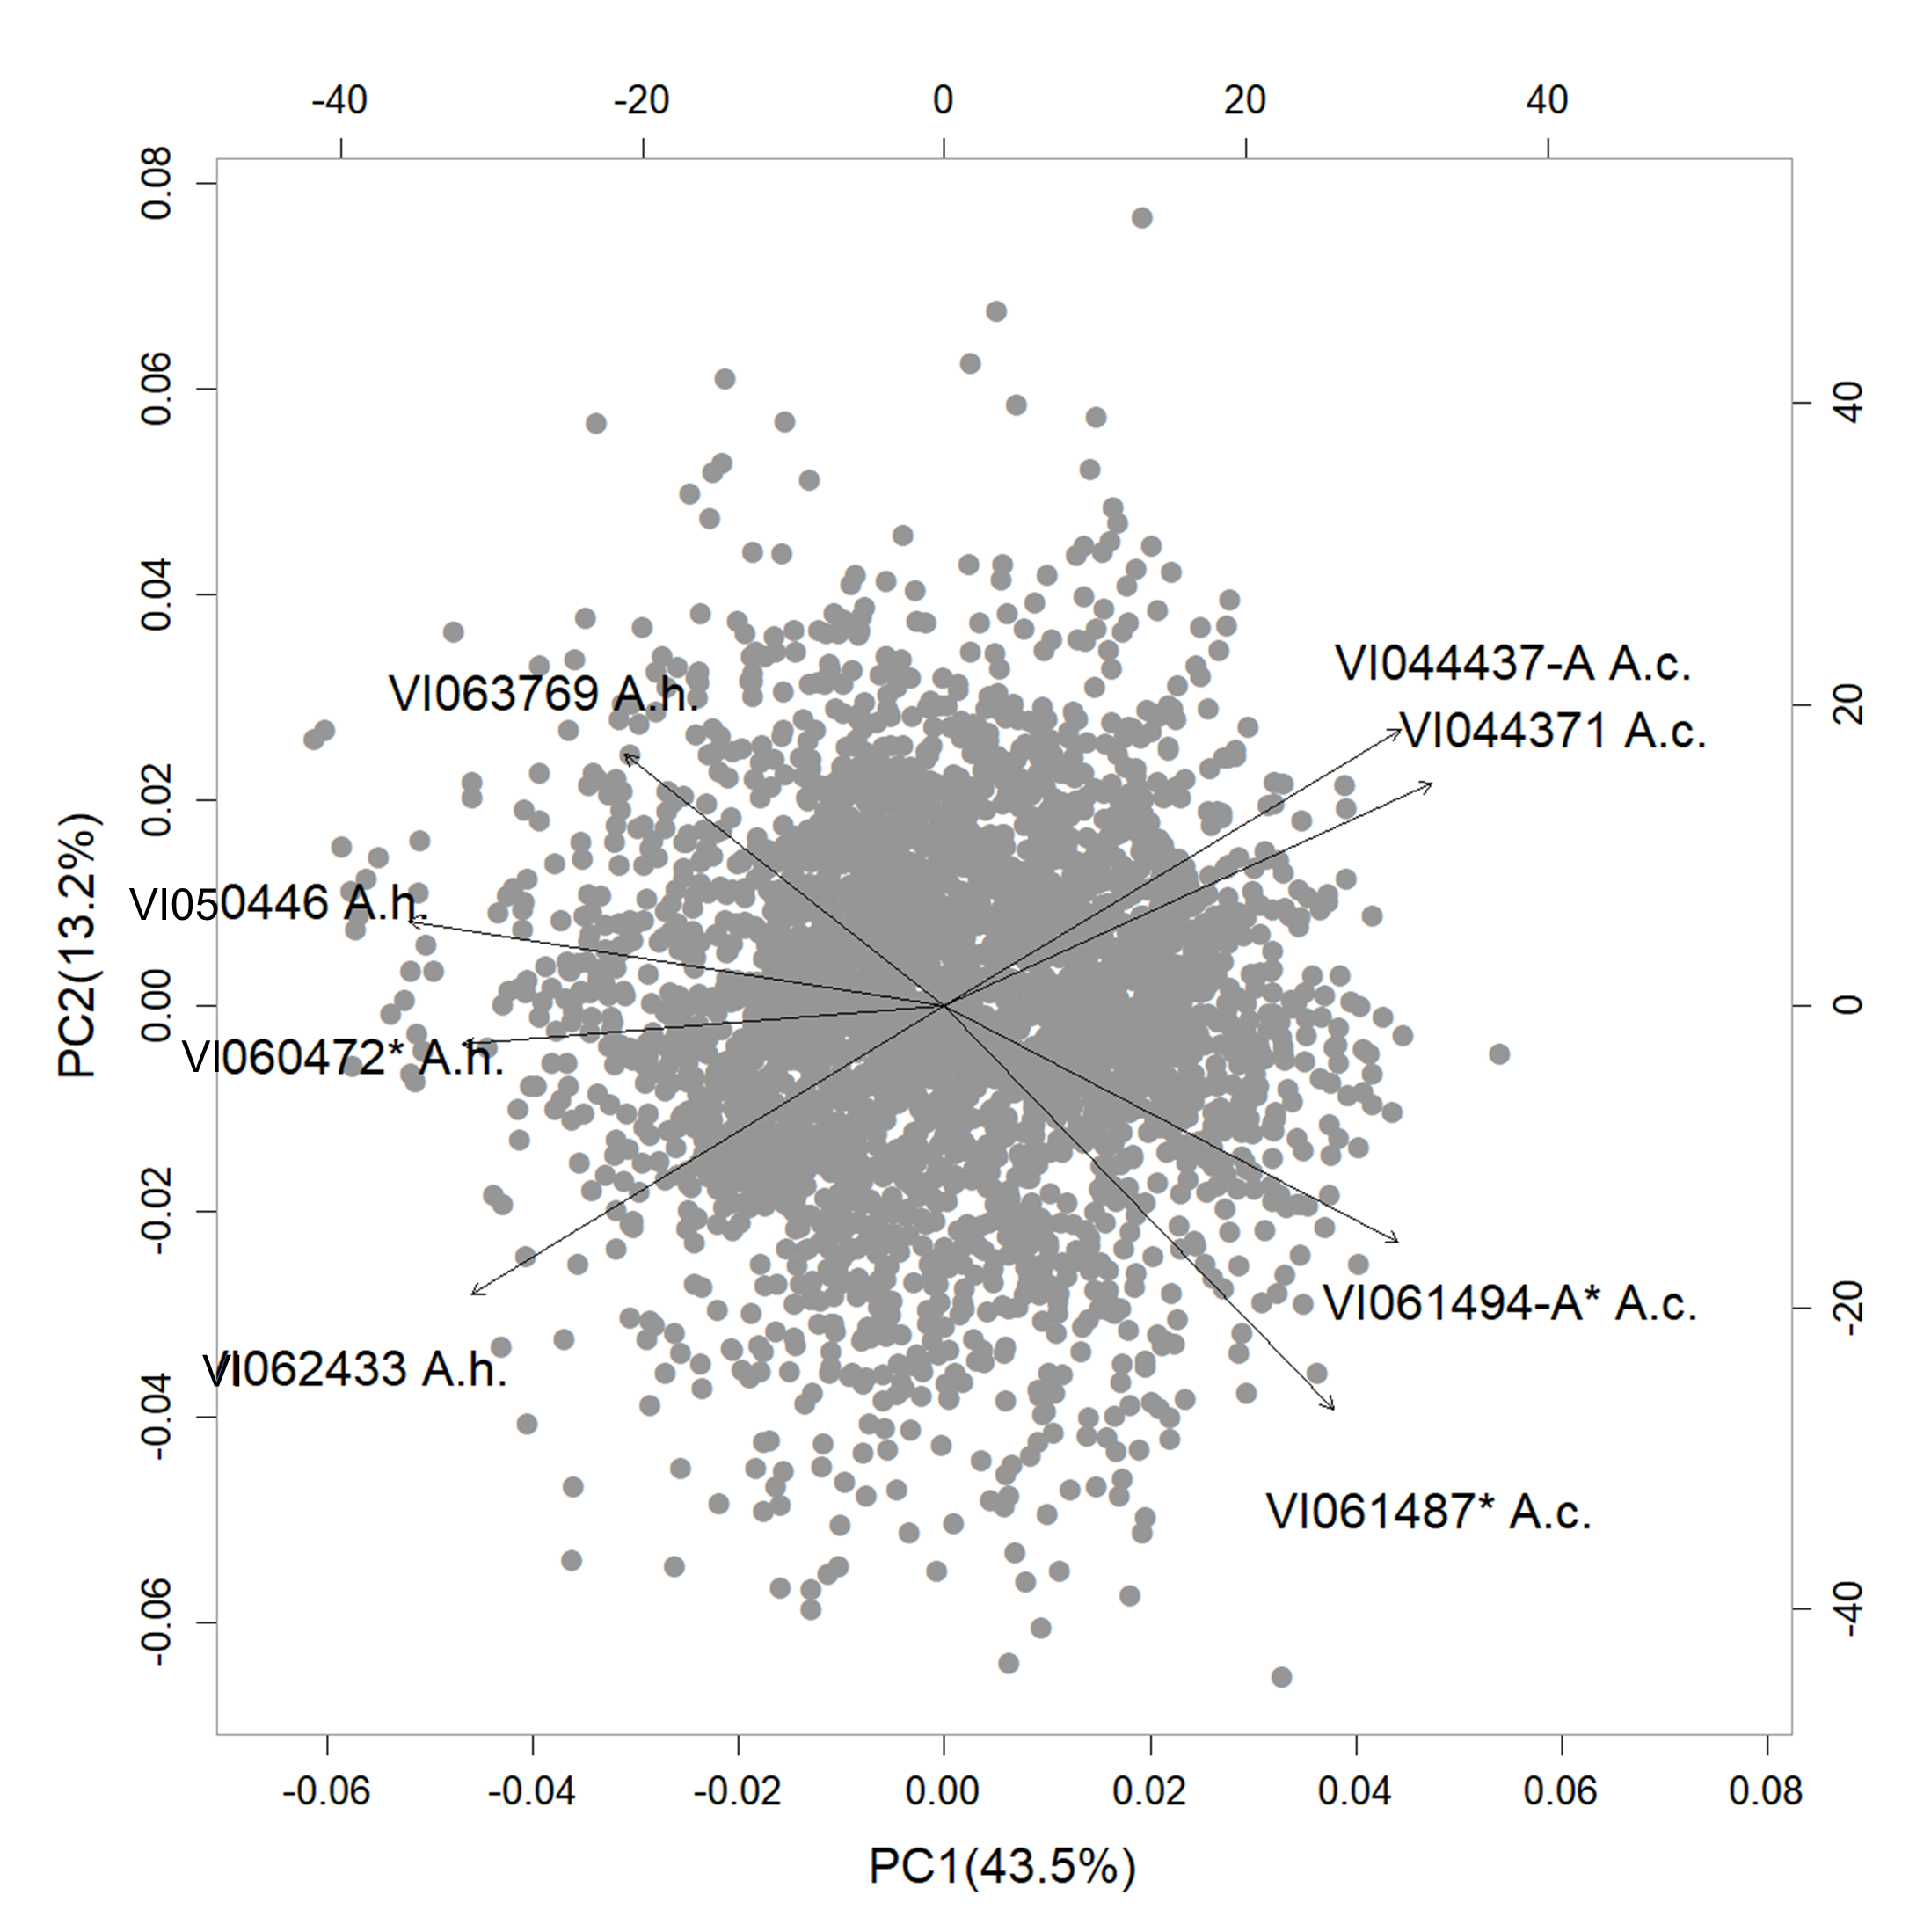 -40 -20 0 20 40
0.08
0.06
0.04
0.02
0.00
-0.02
-0.04
-0.06
PC2(13.2%)
VI044437-A A.c.
VI063769 A.h.
VI044371 A.c.
VI050446 A.h.
VI060472* A.h.
VI061494-A* A.c.
VI062433 A.h.
VI061487* A.c.
40
20
0
-20
-40
-0.06 -0.04 -0.02 0.00 0.02 0.04 0.06 0.08
PC1(43.5%)